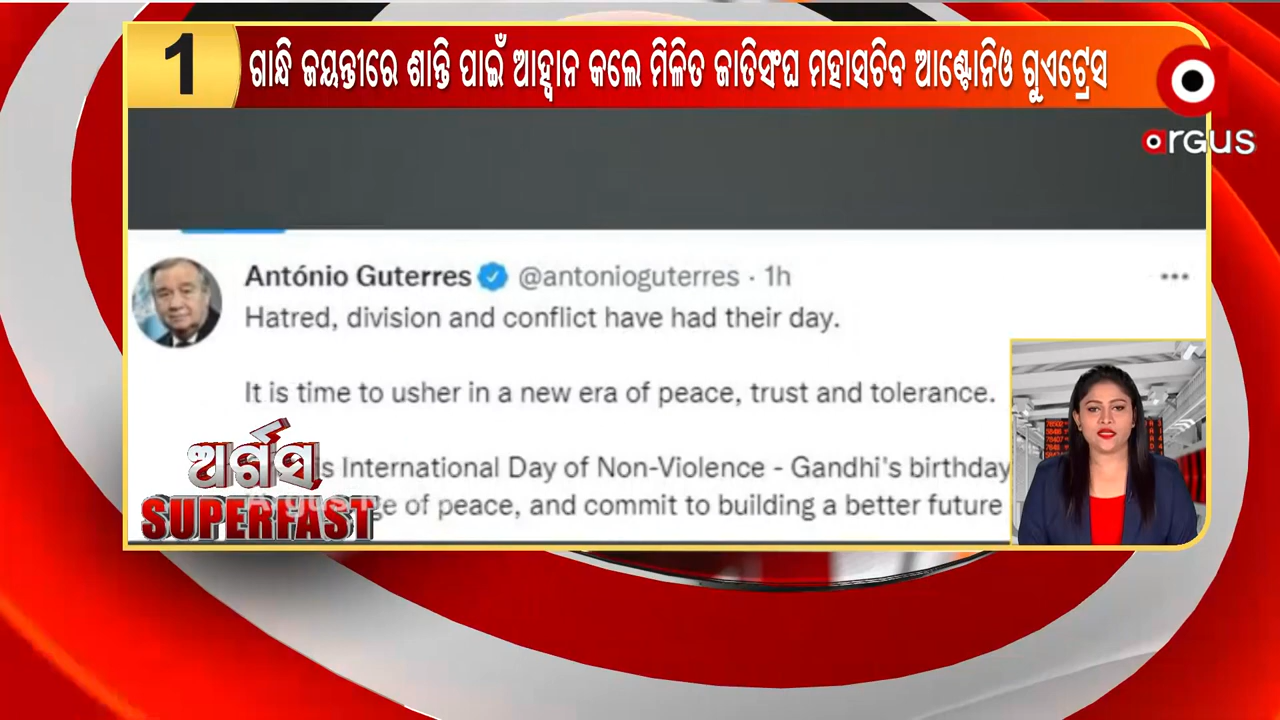 1
ଗାନ୍ଧି ଜୟନ୍ତୀରେ ଶାନ୍ତି ପାଇଁ ଆହ୍ୱାନ କଲେ ମିଳିତ ଜାତିସଂଘ ମହାସଚିବ ଆଣ୍ଟୋନିଓ ଗୁଏଟ୍ରେସ
argus
António Guterres @antonioguterres · 1h
Hatred, division and conflict have had their day.
It is time to usher in a new era of peace, trust and tolerance.
is International Day of Non-Violence - Gandhi's birthday
of peace, and commit to building a better future
ଅର୍ଗସ
SUPERFAST